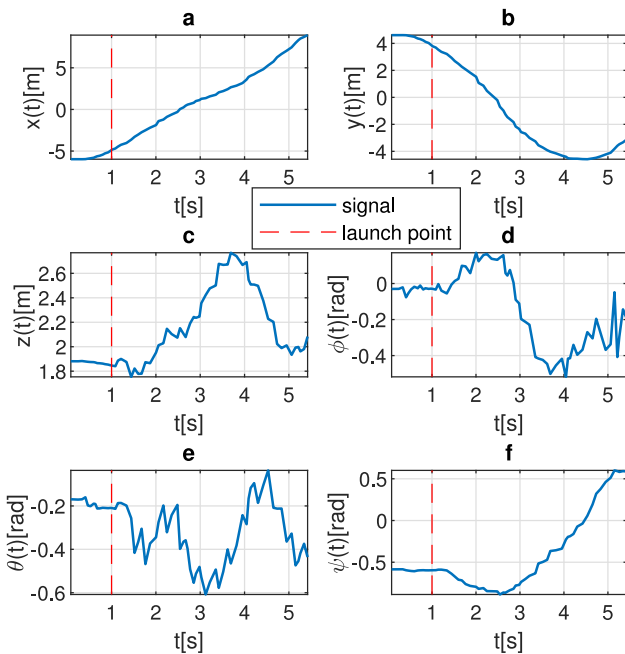 a
x(t)[m]
5
0
-5
1 2 3 4 5
t[s]
b
y(t)[m]
4
2
0
-2
-4
1 2 3 4 5
t[s]
signal
launch point
c
z(t)[m]
2.6
2.4
2.2
2
1.8
1 2 3 4 5
t[s]
d
ϕ(t)[rad]
0
-0.2
-0.4
1 2 3 4 5
t[s]
e
θ(t)[rad]
-0.2
-0.4
-0.6
1 2 3 4 5
t[s]
f
ψ(t)[rad]
0.5
0
-0.5
1 2 3 4 5
t[s]